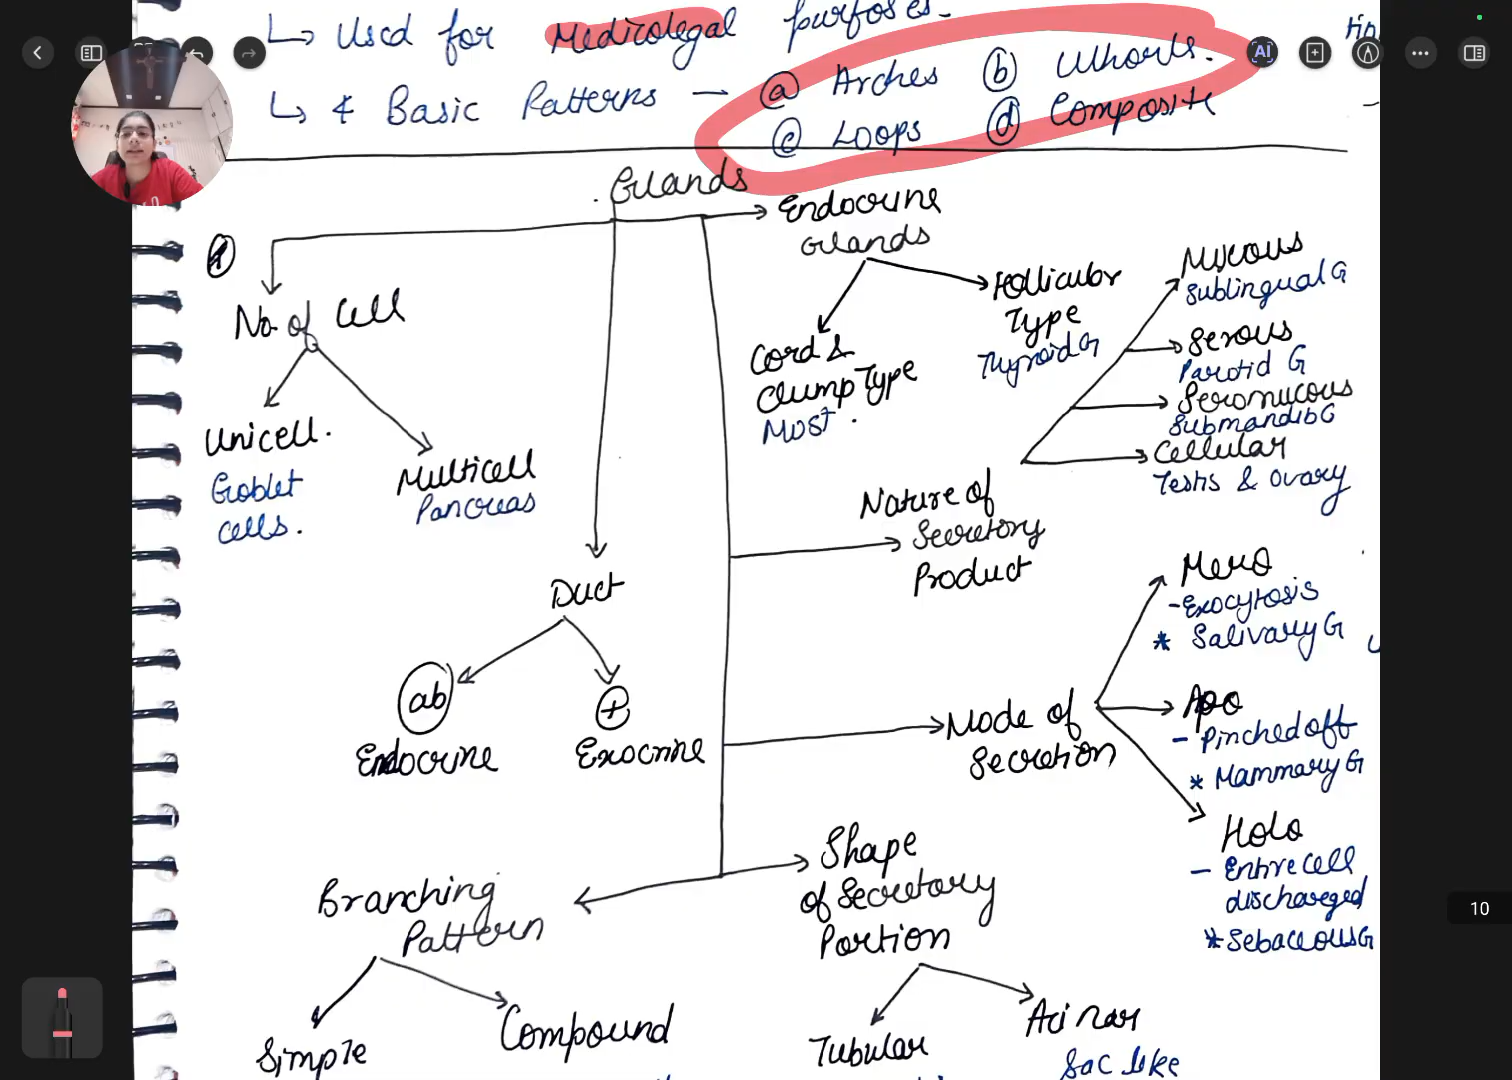 ↳ Used for Medicolegal purposes.
↳ 4 Basic Patterns — ⓐ Arches ⓑ Whorls.
ⓒ Loops ⓓ Composite
Glands
① No. of Cell
Unicell.
Goblet
cells.
Multicell
Pancreas
Duct
ab
Endocrine
+
Exocrine
Endocrine
Glands
Cord &
Clump Type
Most.
Follicular
Type
Thyroid G
Nature of
Secretory
Product
Mucous
Sublingual G
Serous
Parotid G
Seromucous
Submandib G
Cellular
Testis & Ovary
Mode of
Secretion
Mero
- Exocytosis
* Salivary G
Apo
- Pinched off
* Mammary G
Holo
- Entire cell
discharged
* Sebaceous G
Branching
Pattern
Simple
Compound
Shape
of Secretory
Portion
Tubular
Acinar
Sac like
AI
10